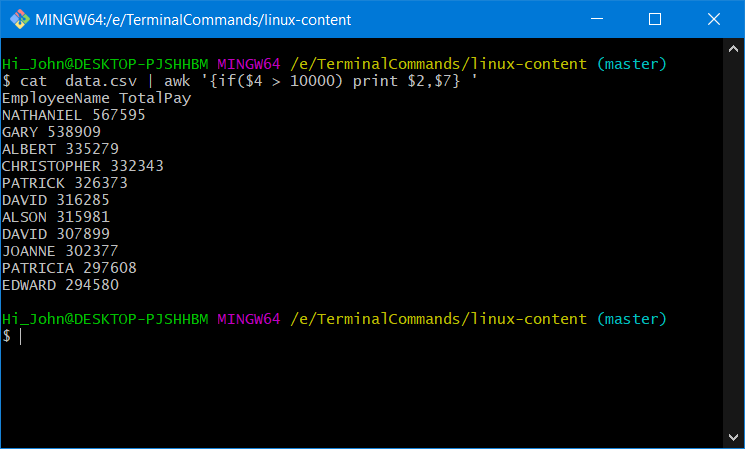 MINGW64:/e/TerminalCommands/linux-content
Hi_John@DESKTOP-PJSHHBM MINGW64 /e/TerminalCommands/linux-content (master)
$ cat  data.csv | awk '{if($4 > 10000) print $2,$7} '
EmployeeName TotalPay
NATHANIEL 567595
GARY 538909
ALBERT 335279
CHRISTOPHER 332343
PATRICK 326373
DAVID 316285
ALSON 315981
DAVID 307899
JOANNE 302377
PATRICIA 297608
EDWARD 294580
Hi_John@DESKTOP-PJSHHBM MINGW64 /e/TerminalCommands/linux-content (master)
$